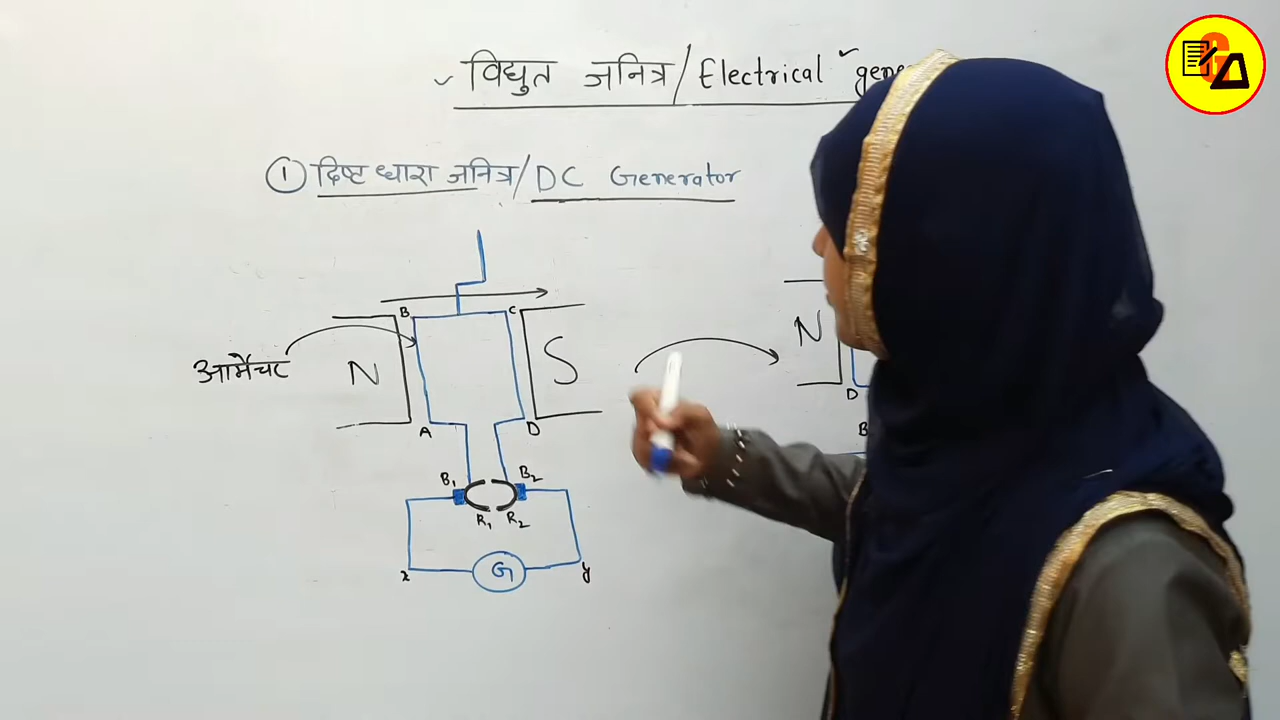 विद्युत जनित्र/Electrical gene
① दिष्ट धारा जनित्र/DC Generator
B C
आर्मेचर N S N
A D D
B₁ B₂ B
R₁ R₂
x G y